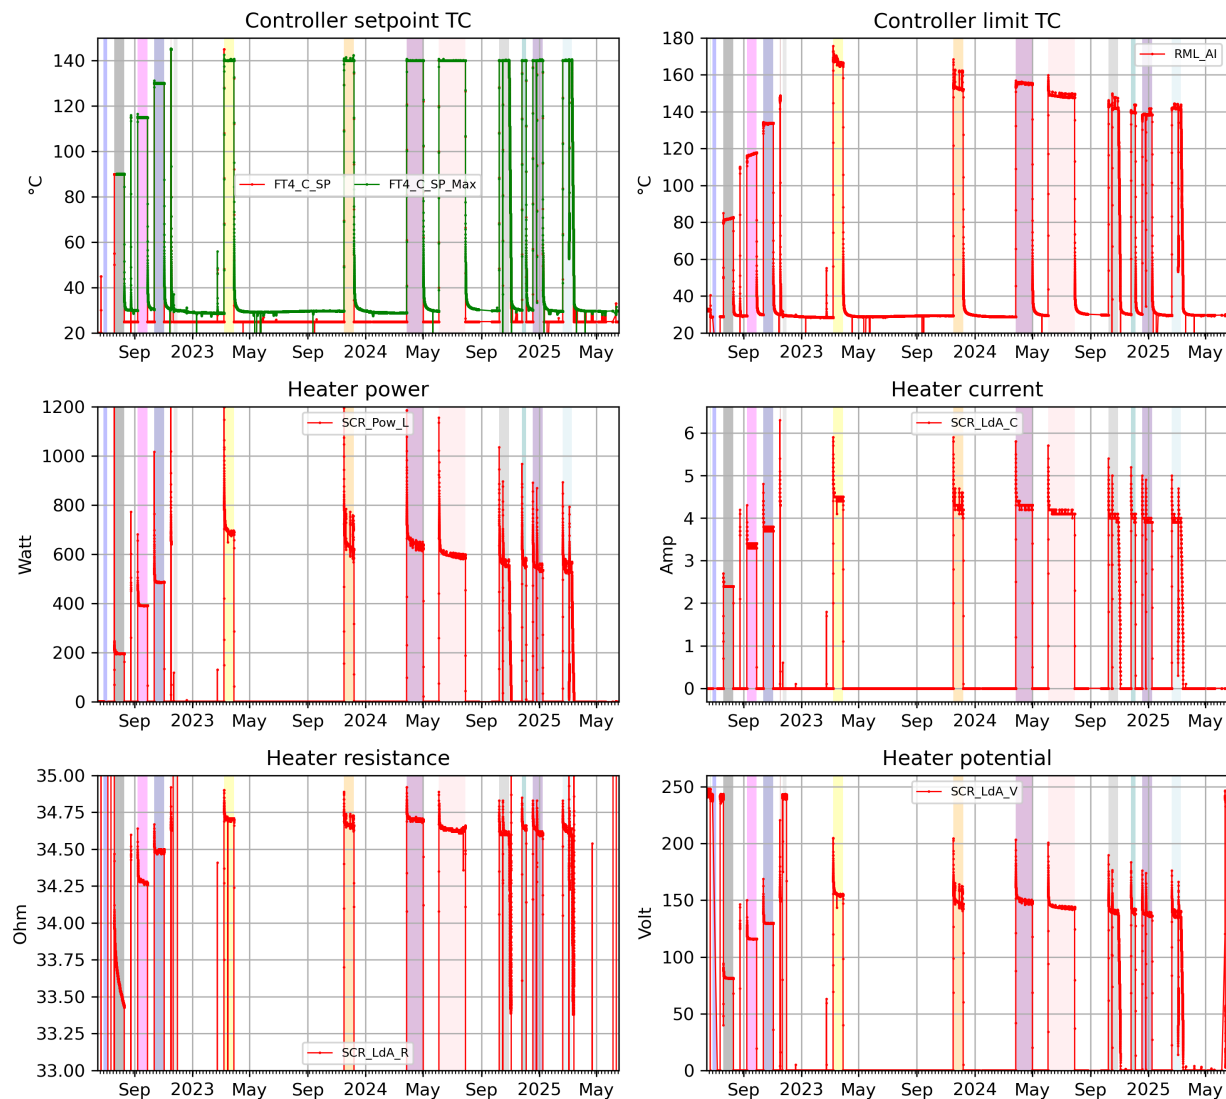 Controller setpoint TC
Controller limit TC
140
120
100
80
60
40
20
°C
FT4_C_SP
FT4_C_SP_Max
Sep
2023
May
Sep
2024
May
Sep
2025
May
180
160
140
120
100
80
60
40
20
°C
RML_AI
Sep
2023
May
Sep
2024
May
Sep
2025
May
Heater power
Heater current
1200
1000
800
600
400
200
0
Watt
SCR_Pow_L
Sep
2023
May
Sep
2024
May
Sep
2025
May
6
5
4
3
2
1
0
Amp
SCR_LdA_C
Sep
2023
May
Sep
2024
May
Sep
2025
May
Heater resistance
Heater potential
35.00
34.75
34.50
34.25
34.00
33.75
33.50
33.25
33.00
Ohm
SCR_LdA_R
Sep
2023
May
Sep
2024
May
Sep
2025
May
250
200
150
100
50
0
Volt
SCR_LdA_V
Sep
2023
May
Sep
2024
May
Sep
2025
May